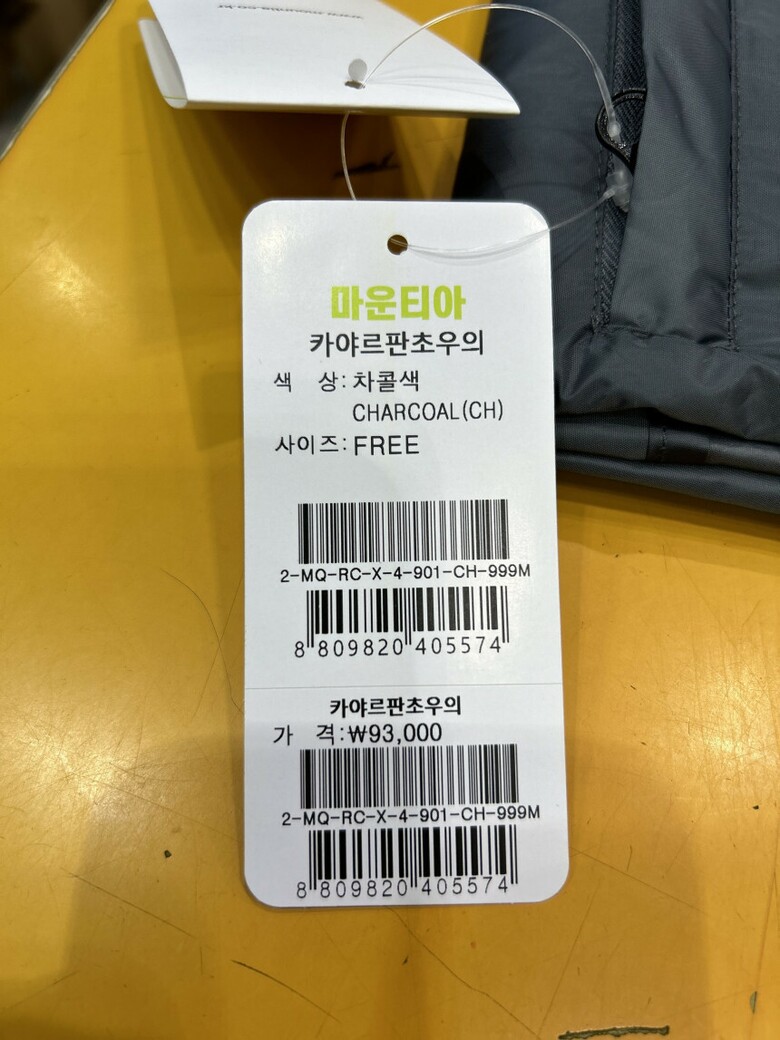 마운티아
카야르판초우의
색 상: 차콜색
CHARCOAL(CH)
사이즈: FREE
2-MQ-RC-X-4-901-CH-999M
8 809820 405574
카야르판초우의
가 격:₩93,000
2-MQ-RC-X-4-901-CH-999M
8 809820 405574